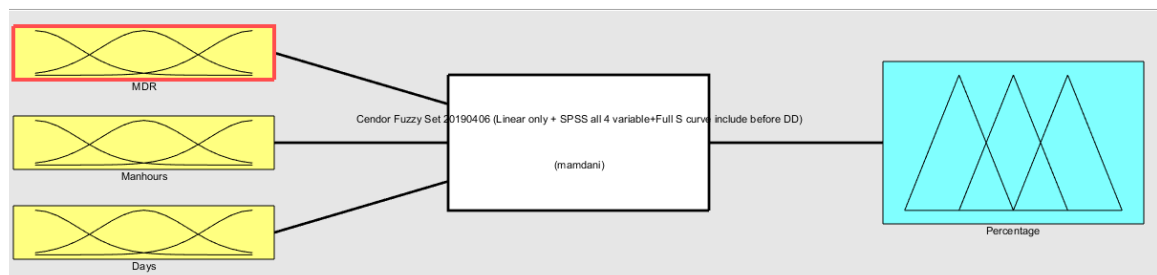 MDR
Cendor Fuzzy Set 20190406 (Linear only + SPSS all 4 variable+Full S curve include before DD)
(mamdani)
Manhours
Days
Percentage